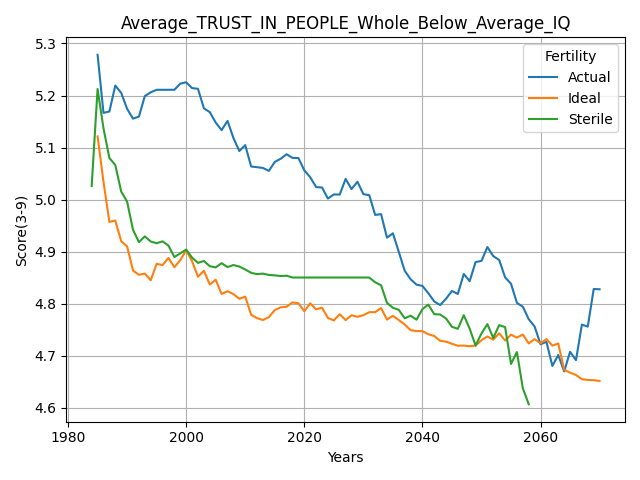 Average_TRUST_IN_PEOPLE_Whole_Below_Average_IQ
Fertility
Actual
Ideal
Sterile
Score(3-9)
5.3
5.2
5.1
5.0
4.9
4.8
4.7
4.6
1980
2000
2020
2040
2060
Years